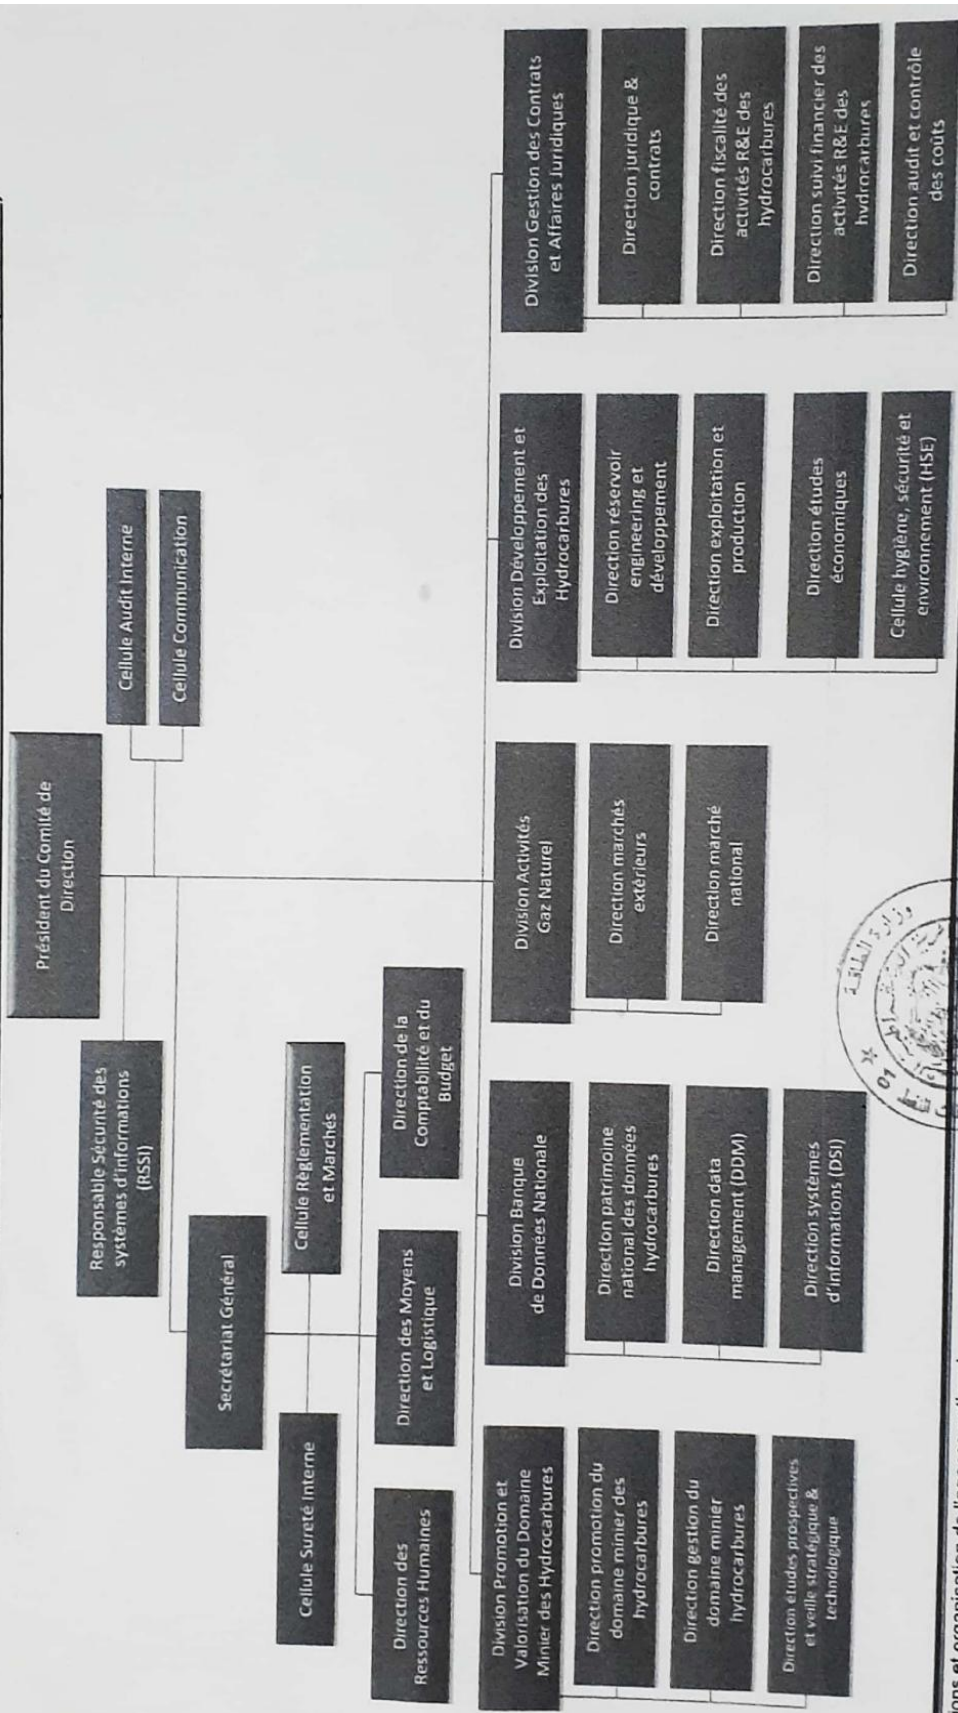 Président du Comité de
Direction
Cellule Audit Interne
Cellule Communication
Responsable Sécurité des
systèmes d'informations
(RSSI)
Secrétariat Général
Cellule Sureté Interne
Cellule Règlementation
et Marchés
Direction des
Ressources Humaines
Direction des Moyens
et Logistique
Direction de la
Comptabilité et du
Budget
Division Promotion et
Valorisation du Domaine
Minier des Hydrocarbures
Direction promotion du
domaine minier des
hydrocarbures
Direction gestion du
domaine minier
hydrocarbures
Direction études prospectives
et veille stratégique &
technologique
Division Banque
de Données Nationale
Direction patrimoine
national des données
hydrocarbures
Direction data
management (DDM)
Direction systèmes
d'informations (DSI)
Division Activités
Gaz Naturel
Direction marchés
extérieurs
Direction marché
national
Division Développement et
Exploitation des
Hydrocarbures
Direction réservoir
engineering et
développement
Direction exploitation et
production
Direction études
économiques
Cellule hygiène, sécurité et
environnement (HSE)
Division Gestion des Contrats
et Affaires Juridiques
Direction juridique &
contrats
Direction fiscalité des
activités R&E des
hydrocarbures
Direction suivi financier des
activités R&E des
hydrocarbures
Direction audit et contrôle
des coûts
وزارة الطاقة
01